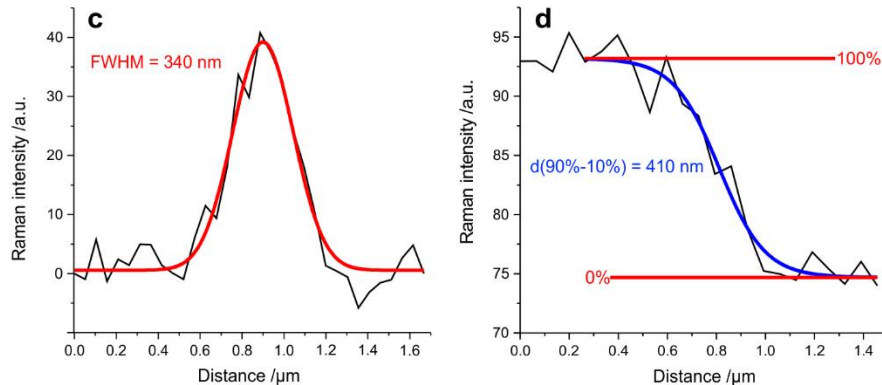 c
FWHM = 340 nm
Raman intensity /a.u.
40
30
20
10
0
0.0 0.2 0.4 0.6 0.8 1.0 1.2 1.4 1.6
Distance /µm
d
100%
d(90%-10%) = 410 nm
0%
Raman intensity /a.u.
95
90
85
80
75
70
0.0 0.2 0.4 0.6 0.8 1.0 1.2 1.4
Distance /µm